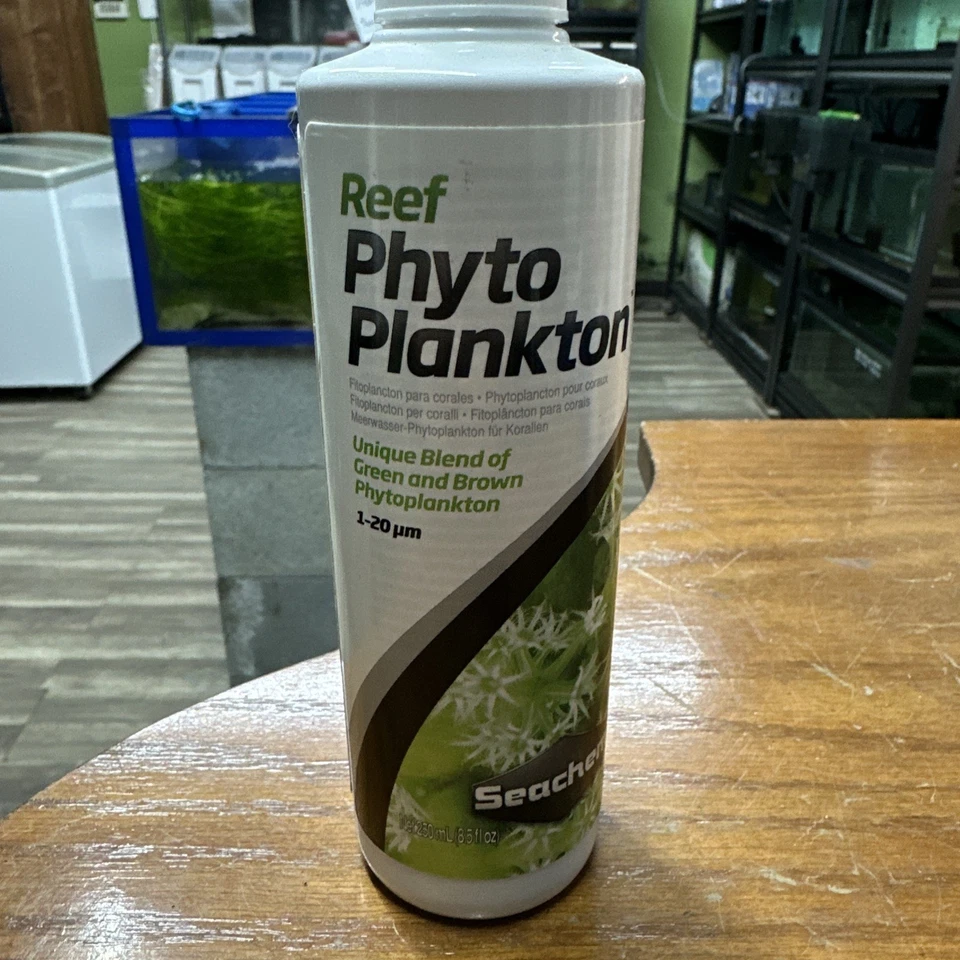 Reef
Phyto
Plankton
Fitoplancton para corales • Phytoplancton pour coraux
Fitoplancton per coralli • Fitoplâncton para corais
Meerwasser-Phytoplankton für Korallen
Unique Blend of
Green and Brown
Phytoplankton
1-20 µm
Seachem
250 mL (8.5 fl oz)